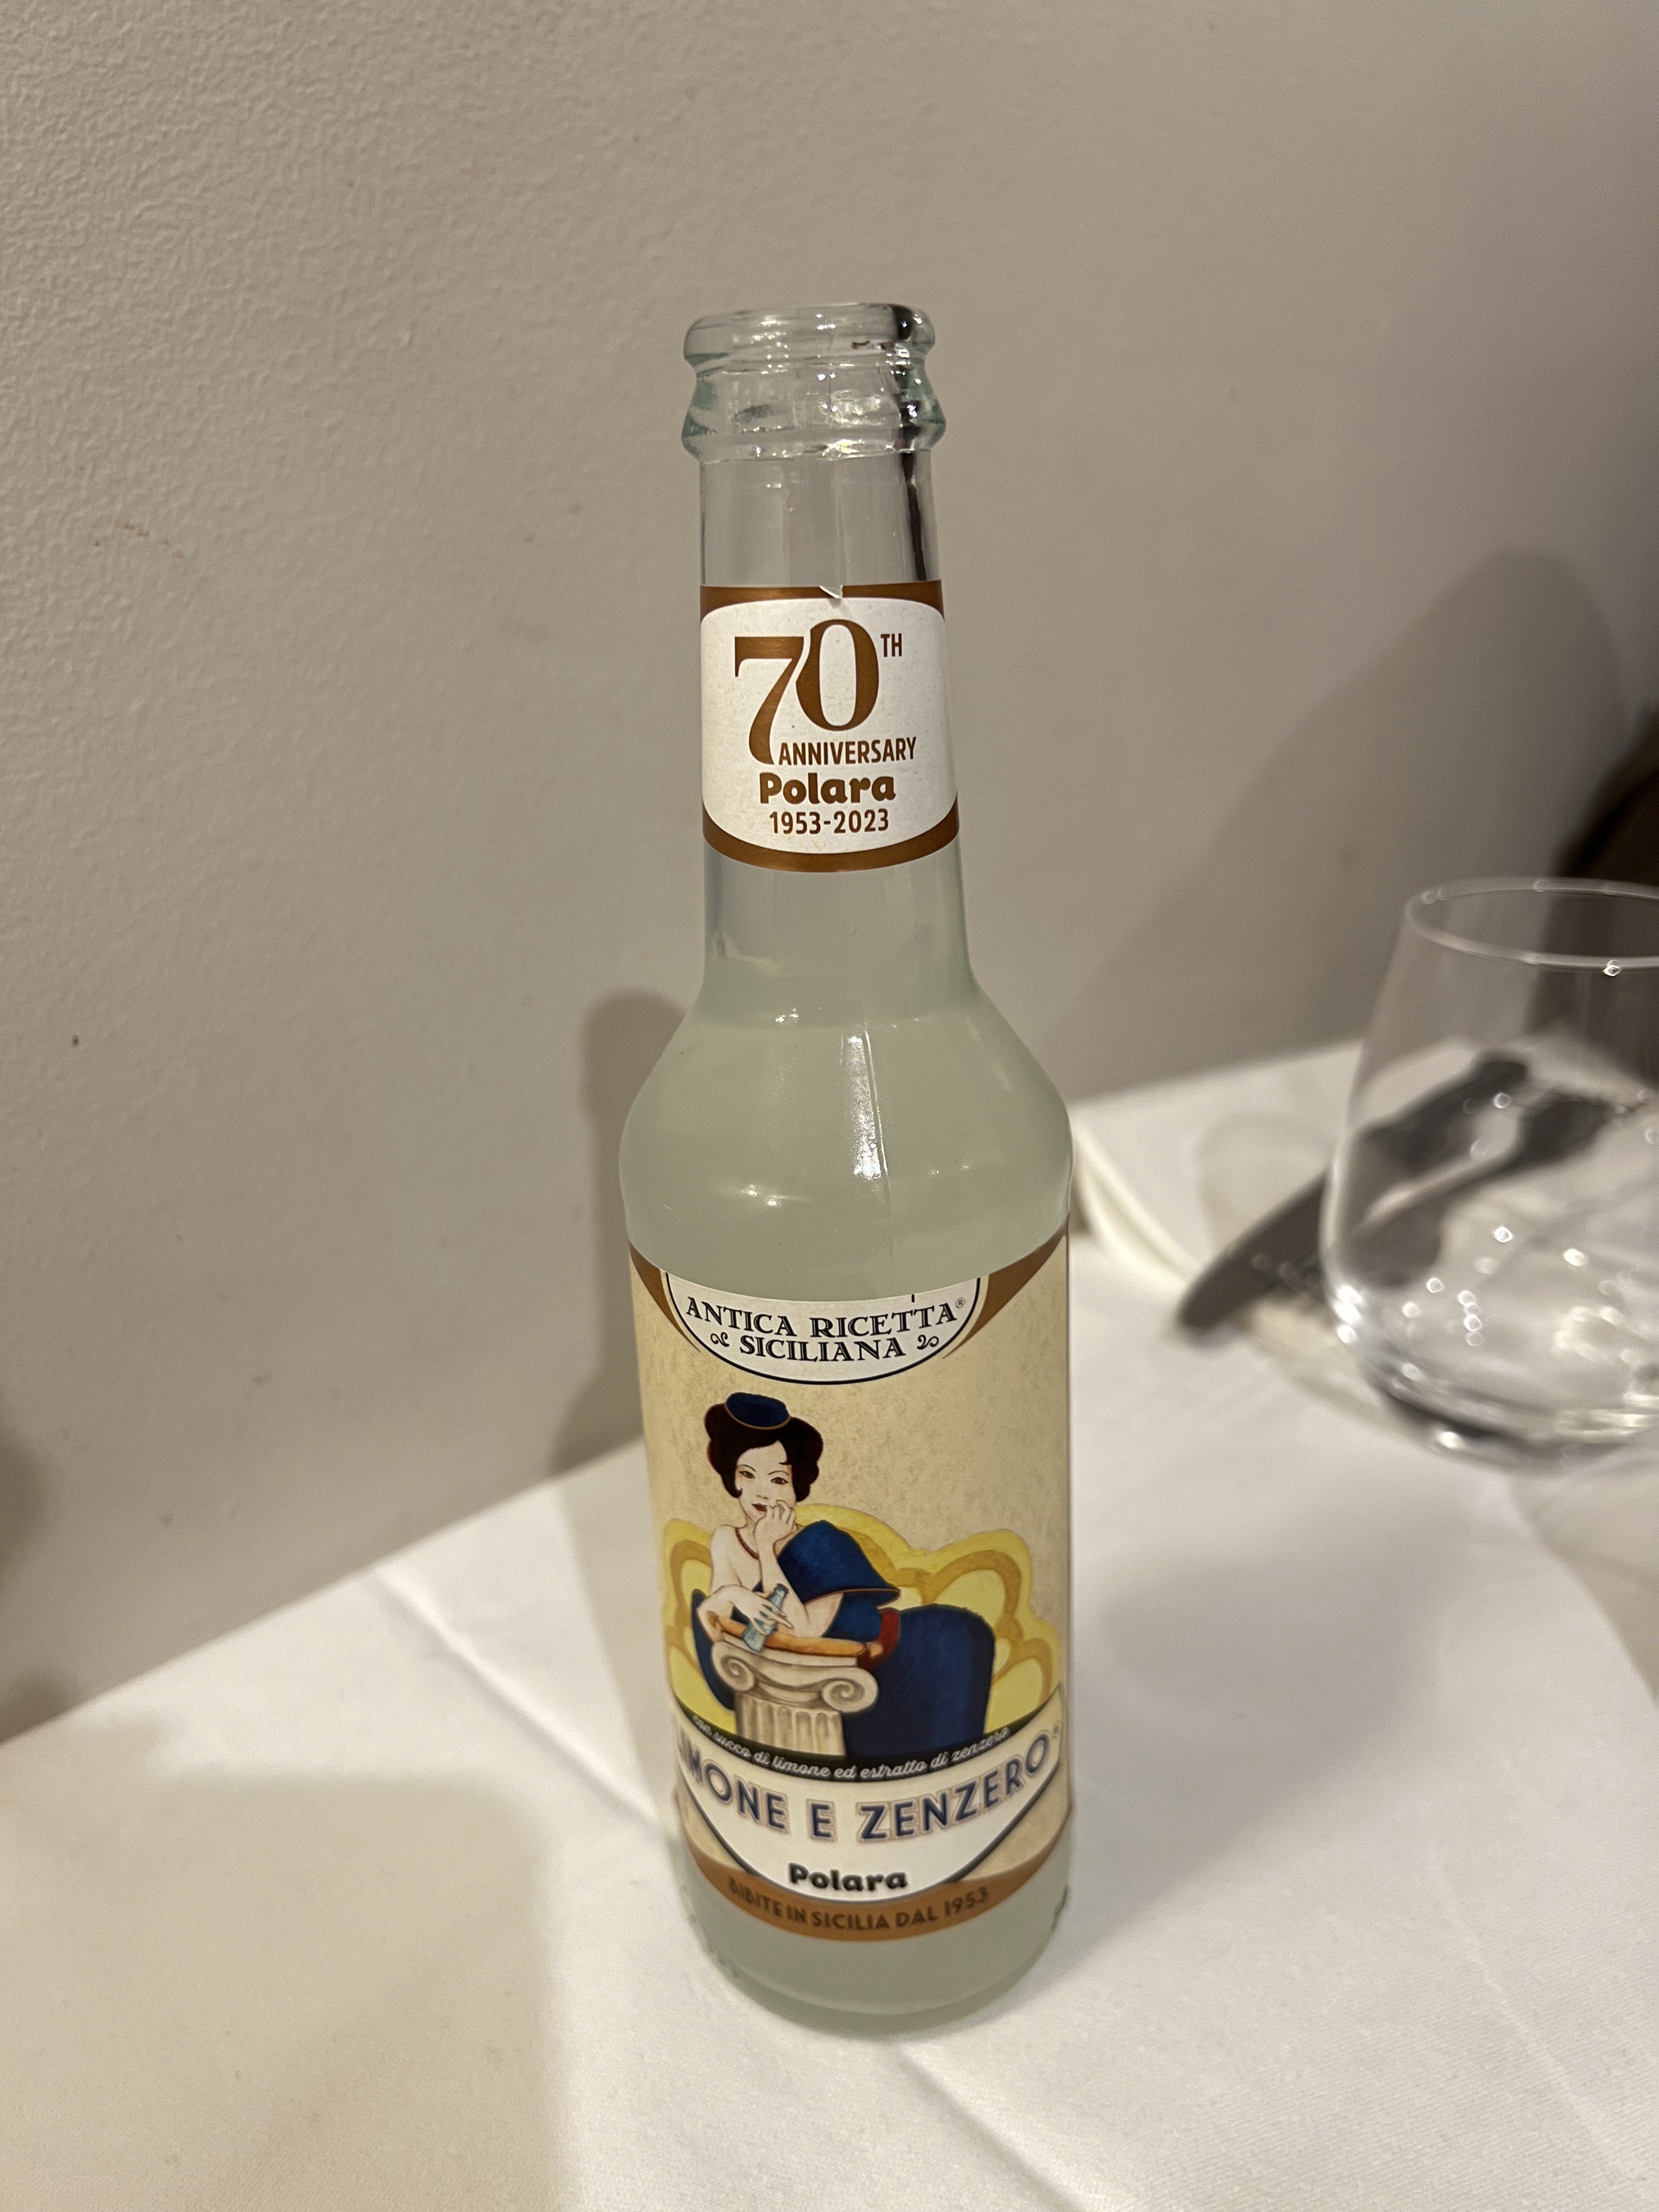 70TH
ANNIVERSARY
Polara
1953-2023
ANTICA RICETTA®
SICILIANA
con succo di limone ed estratto di zenzero
IMONE E ZENZERO®
Polara
BIBITE IN SICILIA DAL 1953